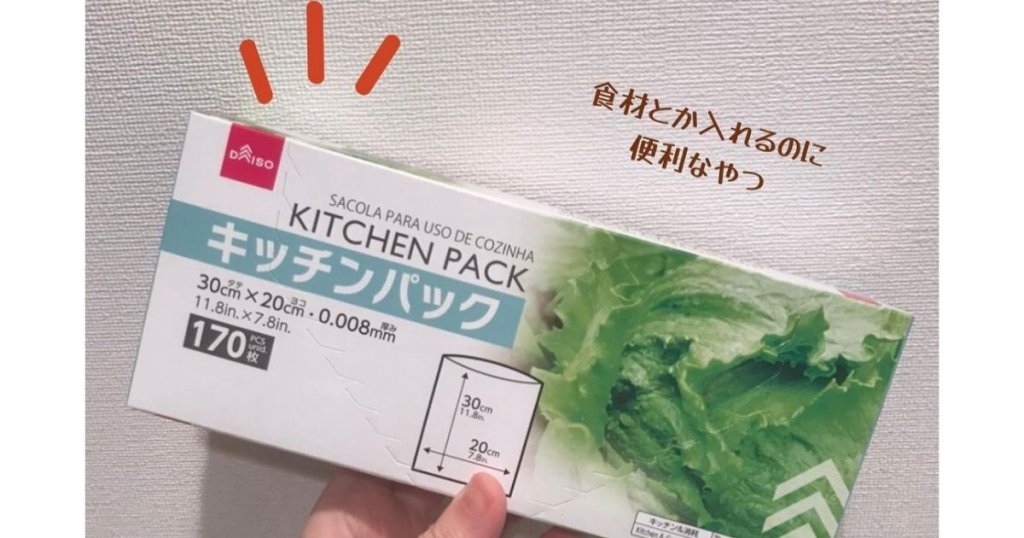 食材とか入れるのに
便利なやつ
DAISO
SACOLA PARA USO DE COZINHA
KITCHEN PACK
キッチンパック
タテ ヨコ 厚み
30cm×20cm・0.008mm
11.8in.×7.8in.
170 PCS unid. 枚
30cm
11.8in.
20cm
7.8in.
キッチン&消耗
Kitchen &